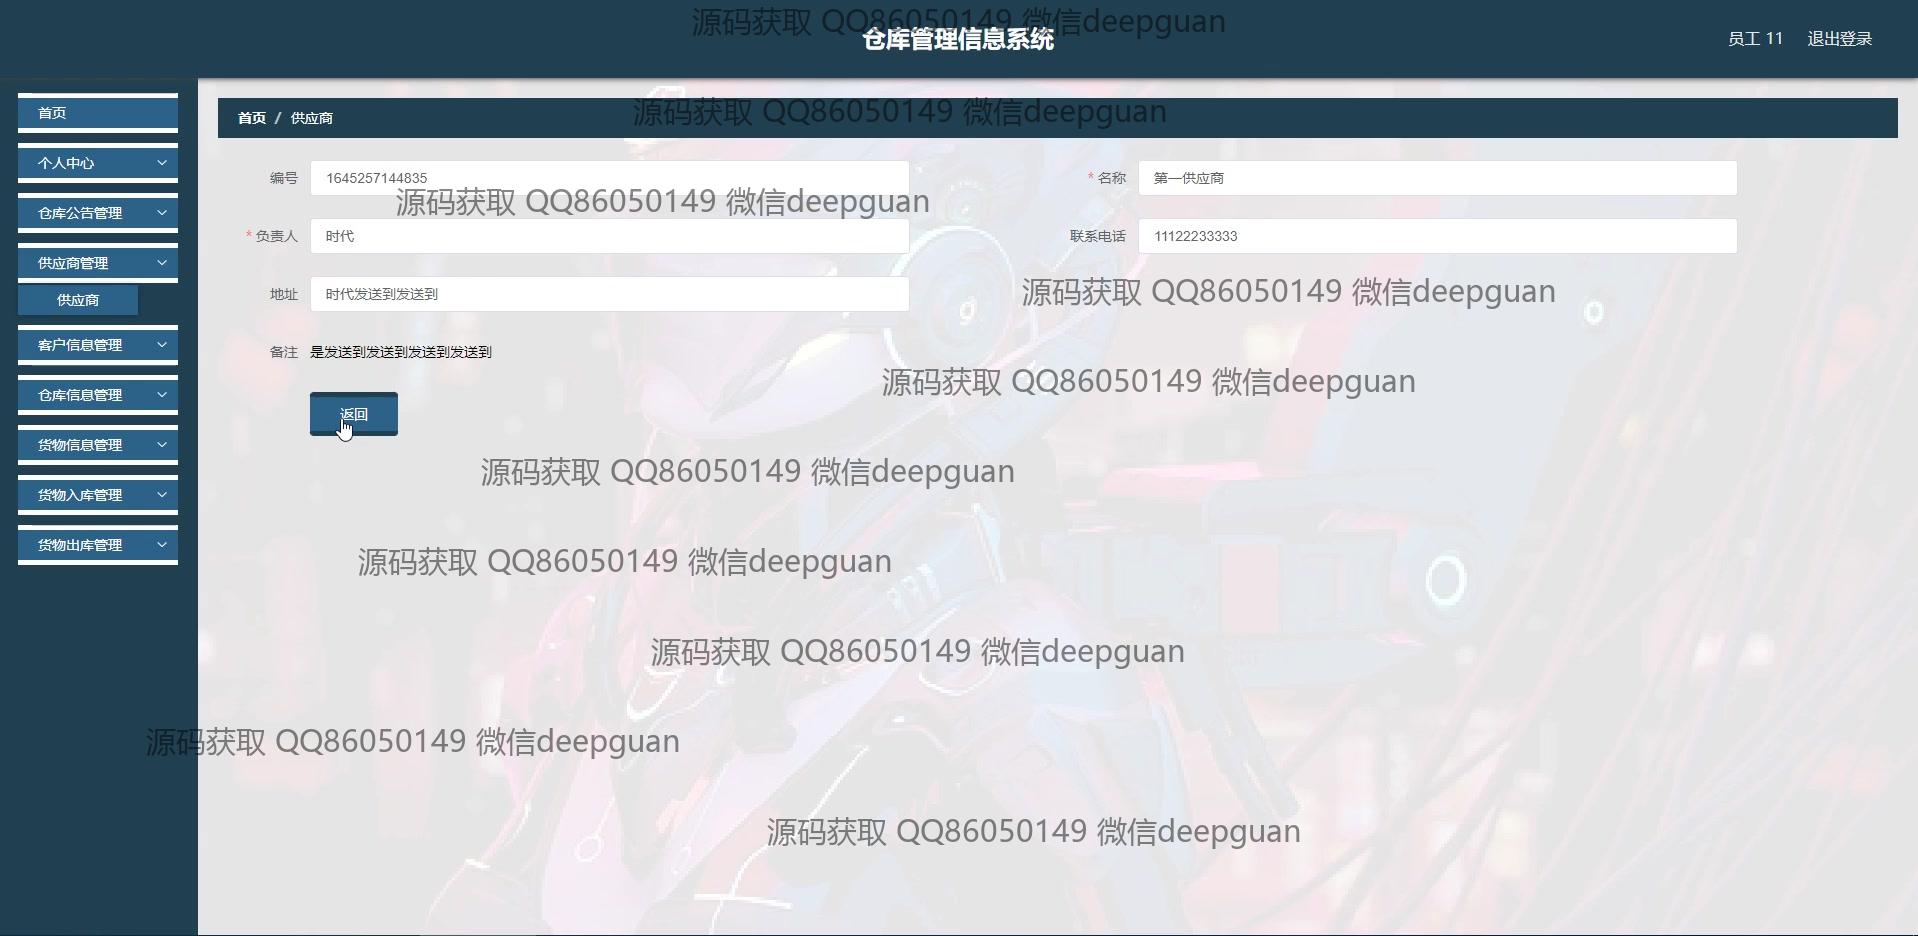 源码获取 QQ86050149 微信deepguan
仓库管理信息系统
员工 11 退出登录
首页
首页 / 供应商
源码获取 QQ86050149 微信deepguan
个人中心
编号 1645257144835
* 名称 第一供应商
源码获取 QQ86050149 微信deepguan
仓库公告管理
* 负责人 时代
联系电话 11122233333
供应商管理
供应商
地址 时代发送到发送到
源码获取 QQ86050149 微信deepguan
客户信息管理
备注 是发送到发送到发送到发送到
源码获取 QQ86050149 微信deepguan
仓库信息管理
返回
货物信息管理
源码获取 QQ86050149 微信deepguan
货物入库管理
货物出库管理
源码获取 QQ86050149 微信deepguan
源码获取 QQ86050149 微信deepguan
源码获取 QQ86050149 微信deepguan
源码获取 QQ86050149 微信deepguan